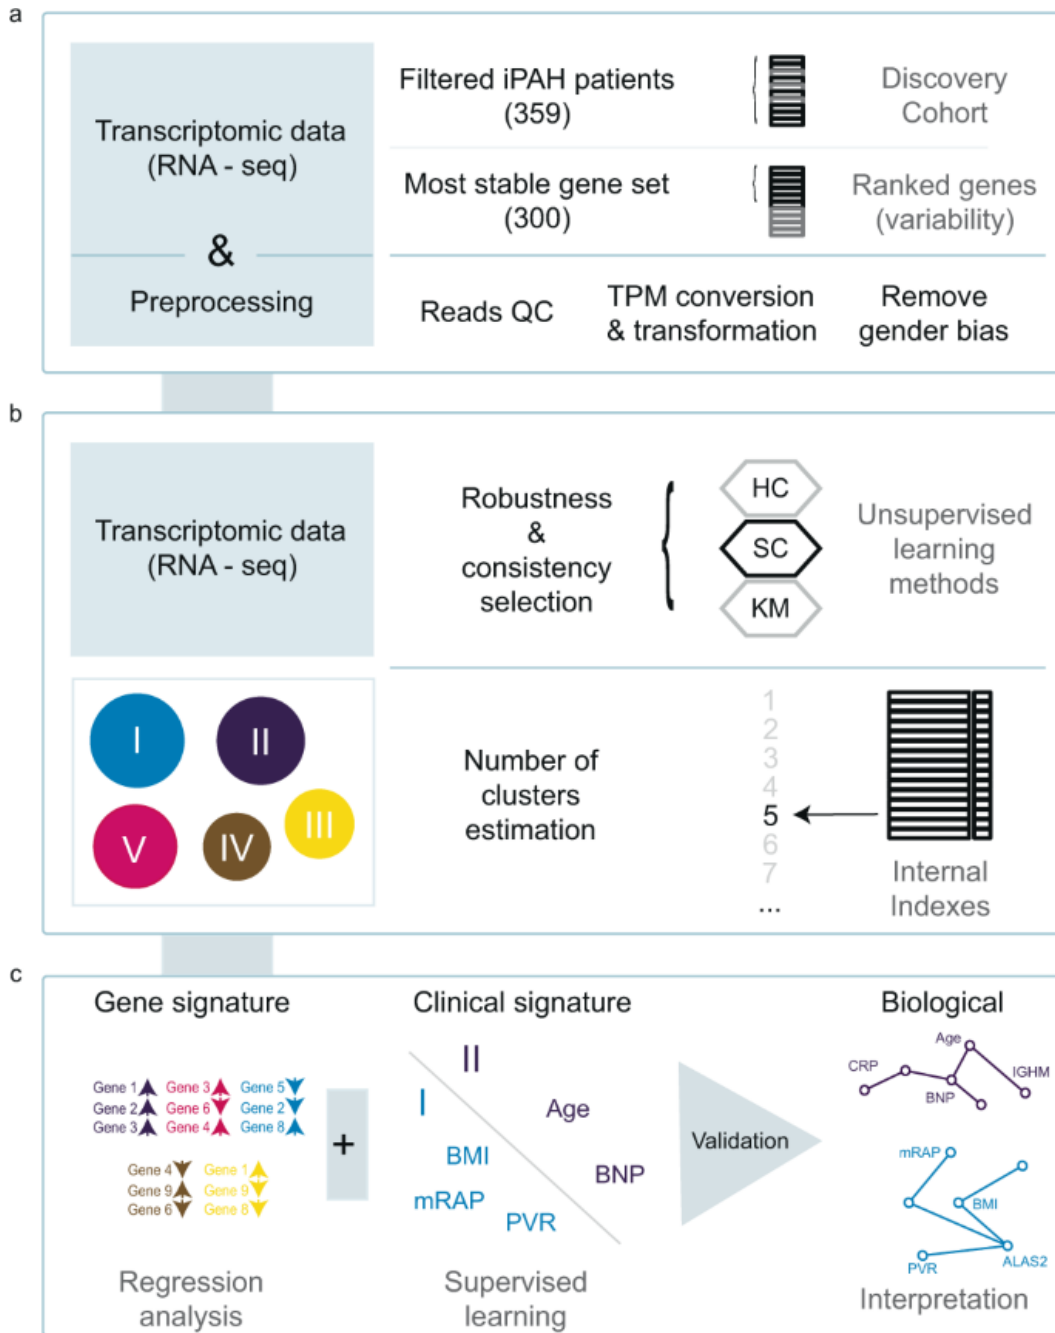 a
Transcriptomic data
(RNA - seq)
&
Preprocessing
Filtered iPAH patients
(359)
Discovery
Cohort
Most stable gene set
(300)
Ranked genes
(variability)
Reads QC
TPM conversion
& transformation
Remove
gender bias
b
Transcriptomic data
(RNA - seq)
Robustness
&
consistency
selection
HC
SC
KM
Unsupervised
learning
methods
I
II
III
IV
V
Number of
clusters
estimation
1
2
3
4
5
6
7
...
Internal
Indexes
c
Gene signature
Gene 1
Gene 2
Gene 3
Gene 3
Gene 6
Gene 4
Gene 5
Gene 2
Gene 8
Gene 4
Gene 9
Gene 6
Gene 1
Gene 9
Gene 8
Regression
analysis
+
Clinical signature
II
I
Age
BMI
BNP
mRAP
PVR
Supervised
learning
Validation
Biological
Age
CRP
IGHM
BNP
mRAP
BMI
PVR
ALAS2
Interpretation